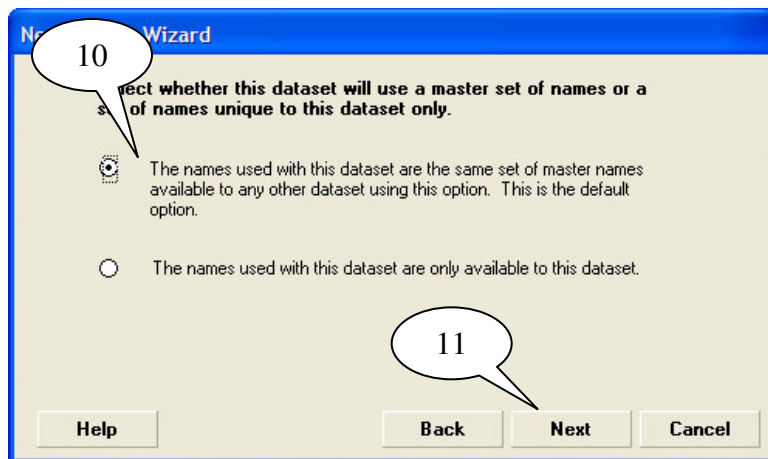 Wizard
10
whether this dataset will use a master set of names or a
of names unique to this dataset only.
The names used with this dataset are the same set of master names
available to any other dataset using this option. This is the default
option.
The names used with this dataset are only available to this dataset.
11
Help
Back
Next
Cancel